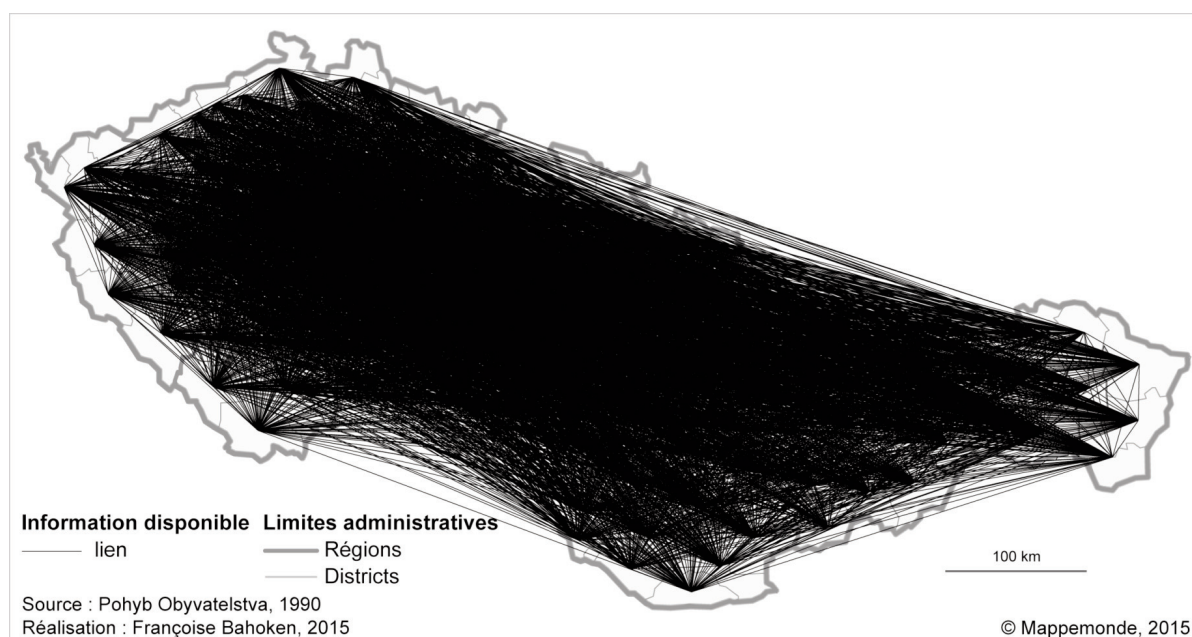 Information disponible
lien
Limites administratives
Régions
Districts
100 km
Source : Pohyb Obyvatelstva, 1990
Réalisation : Françoise Bahoken, 2015
© Mappemonde, 2015